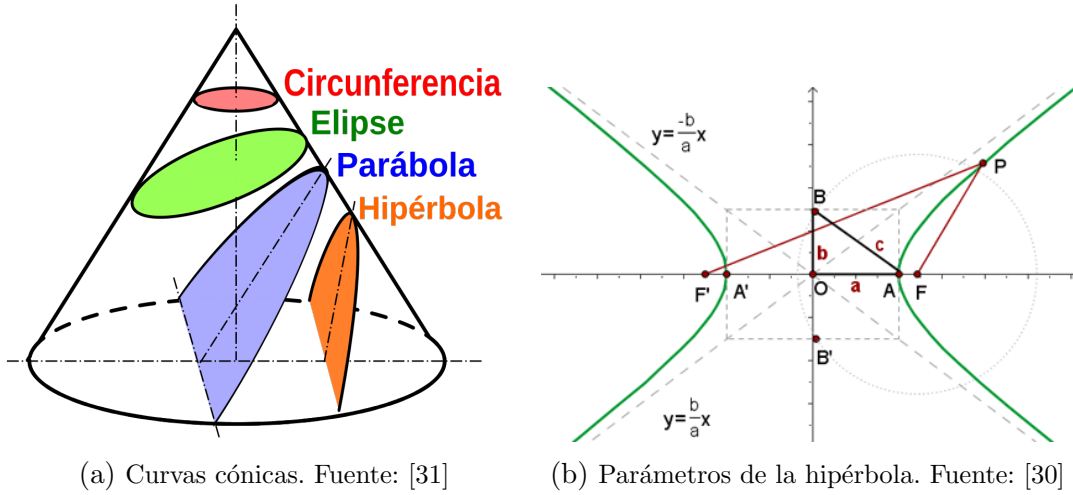 Circunferencia
Elipse
Parábola
Hipérbola
(a) Curvas cónicas. Fuente: [31]
y=-b/a x
P
B
b
c
F'
A'
O
a
A
F
B'
y=b/a x
(b) Parámetros de la hipérbola. Fuente: [30]